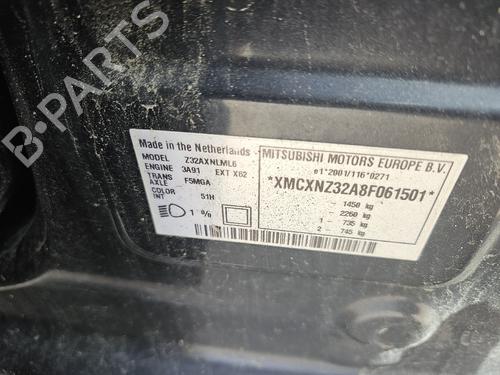 B-PARTS
Made in the Netherlands
MODEL Z32AXNLML6
ENGINE 3A91 EXT X62
TRANS AXLE F5MGA
COLOR INT 51H
1 %
MITSUBISHI MOTORS EUROPE B.V.
e1*2001/116*0271
*XMCXNZ32A8F061501*
1450 kg
- 2260 kg
1 - 735 kg
2 - 745 kg